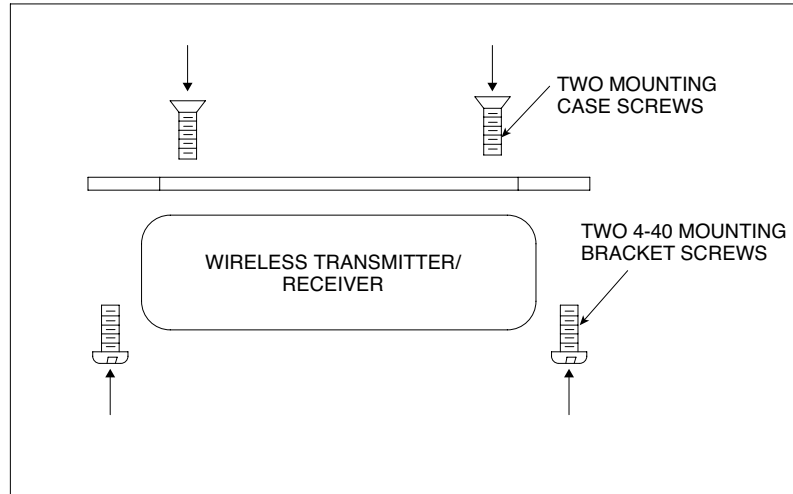 TWO MOUNTING
CASE SCREWS
TWO 4-40 MOUNTING
BRACKET SCREWS
WIRELESS TRANSMITTER/
RECEIVER